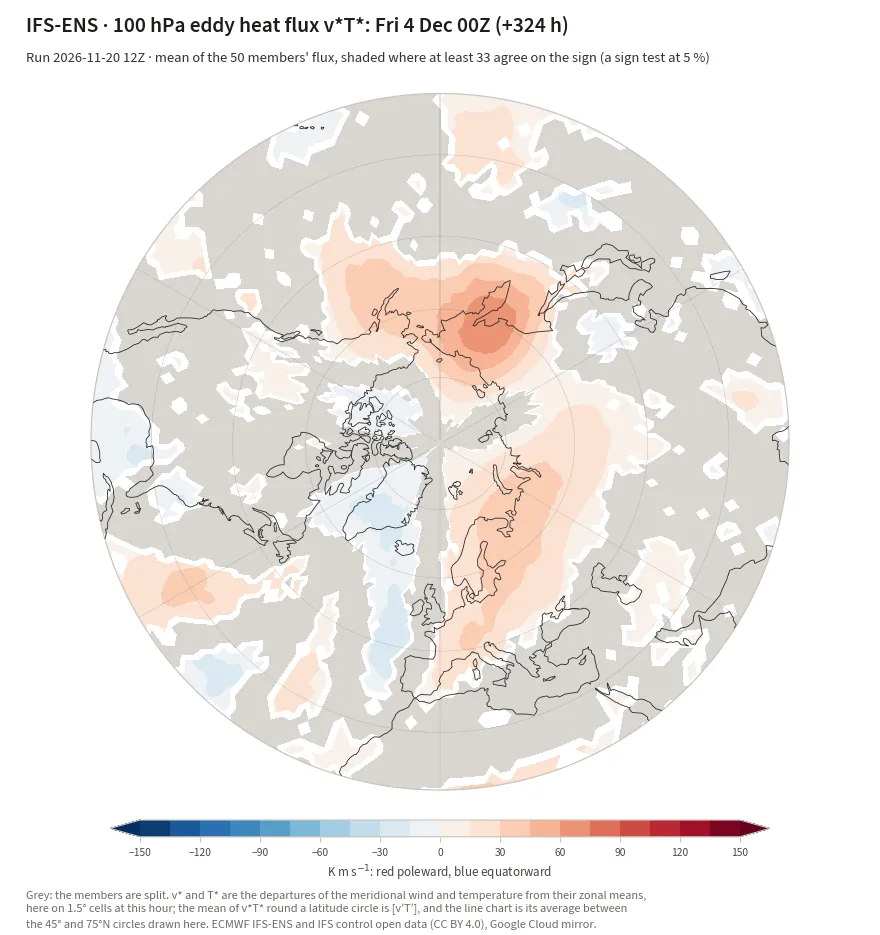 IFS-ENS · 100 hPa eddy heat flux v*T*: Fri 4 Dec 00Z (+324 h)
Run 2026-11-20 12Z · mean of the 50 members' flux, shaded where at least 33 agree on the sign (a sign test at 5 %)
−150 −120 −90 −60 −30 0 30 60 90 120 150
K m s⁻¹: red poleward, blue equatorward
Grey: the members are split. v* and T* are the departures of the meridional wind and temperature from their zonal means,
here on 1.5° cells at this hour; the mean of v*T* round a latitude circle is [v′T′], and the line chart is its average between
the 45° and 75°N circles drawn here. ECMWF IFS-ENS and IFS control open data (CC BY 4.0), Google Cloud mirror.